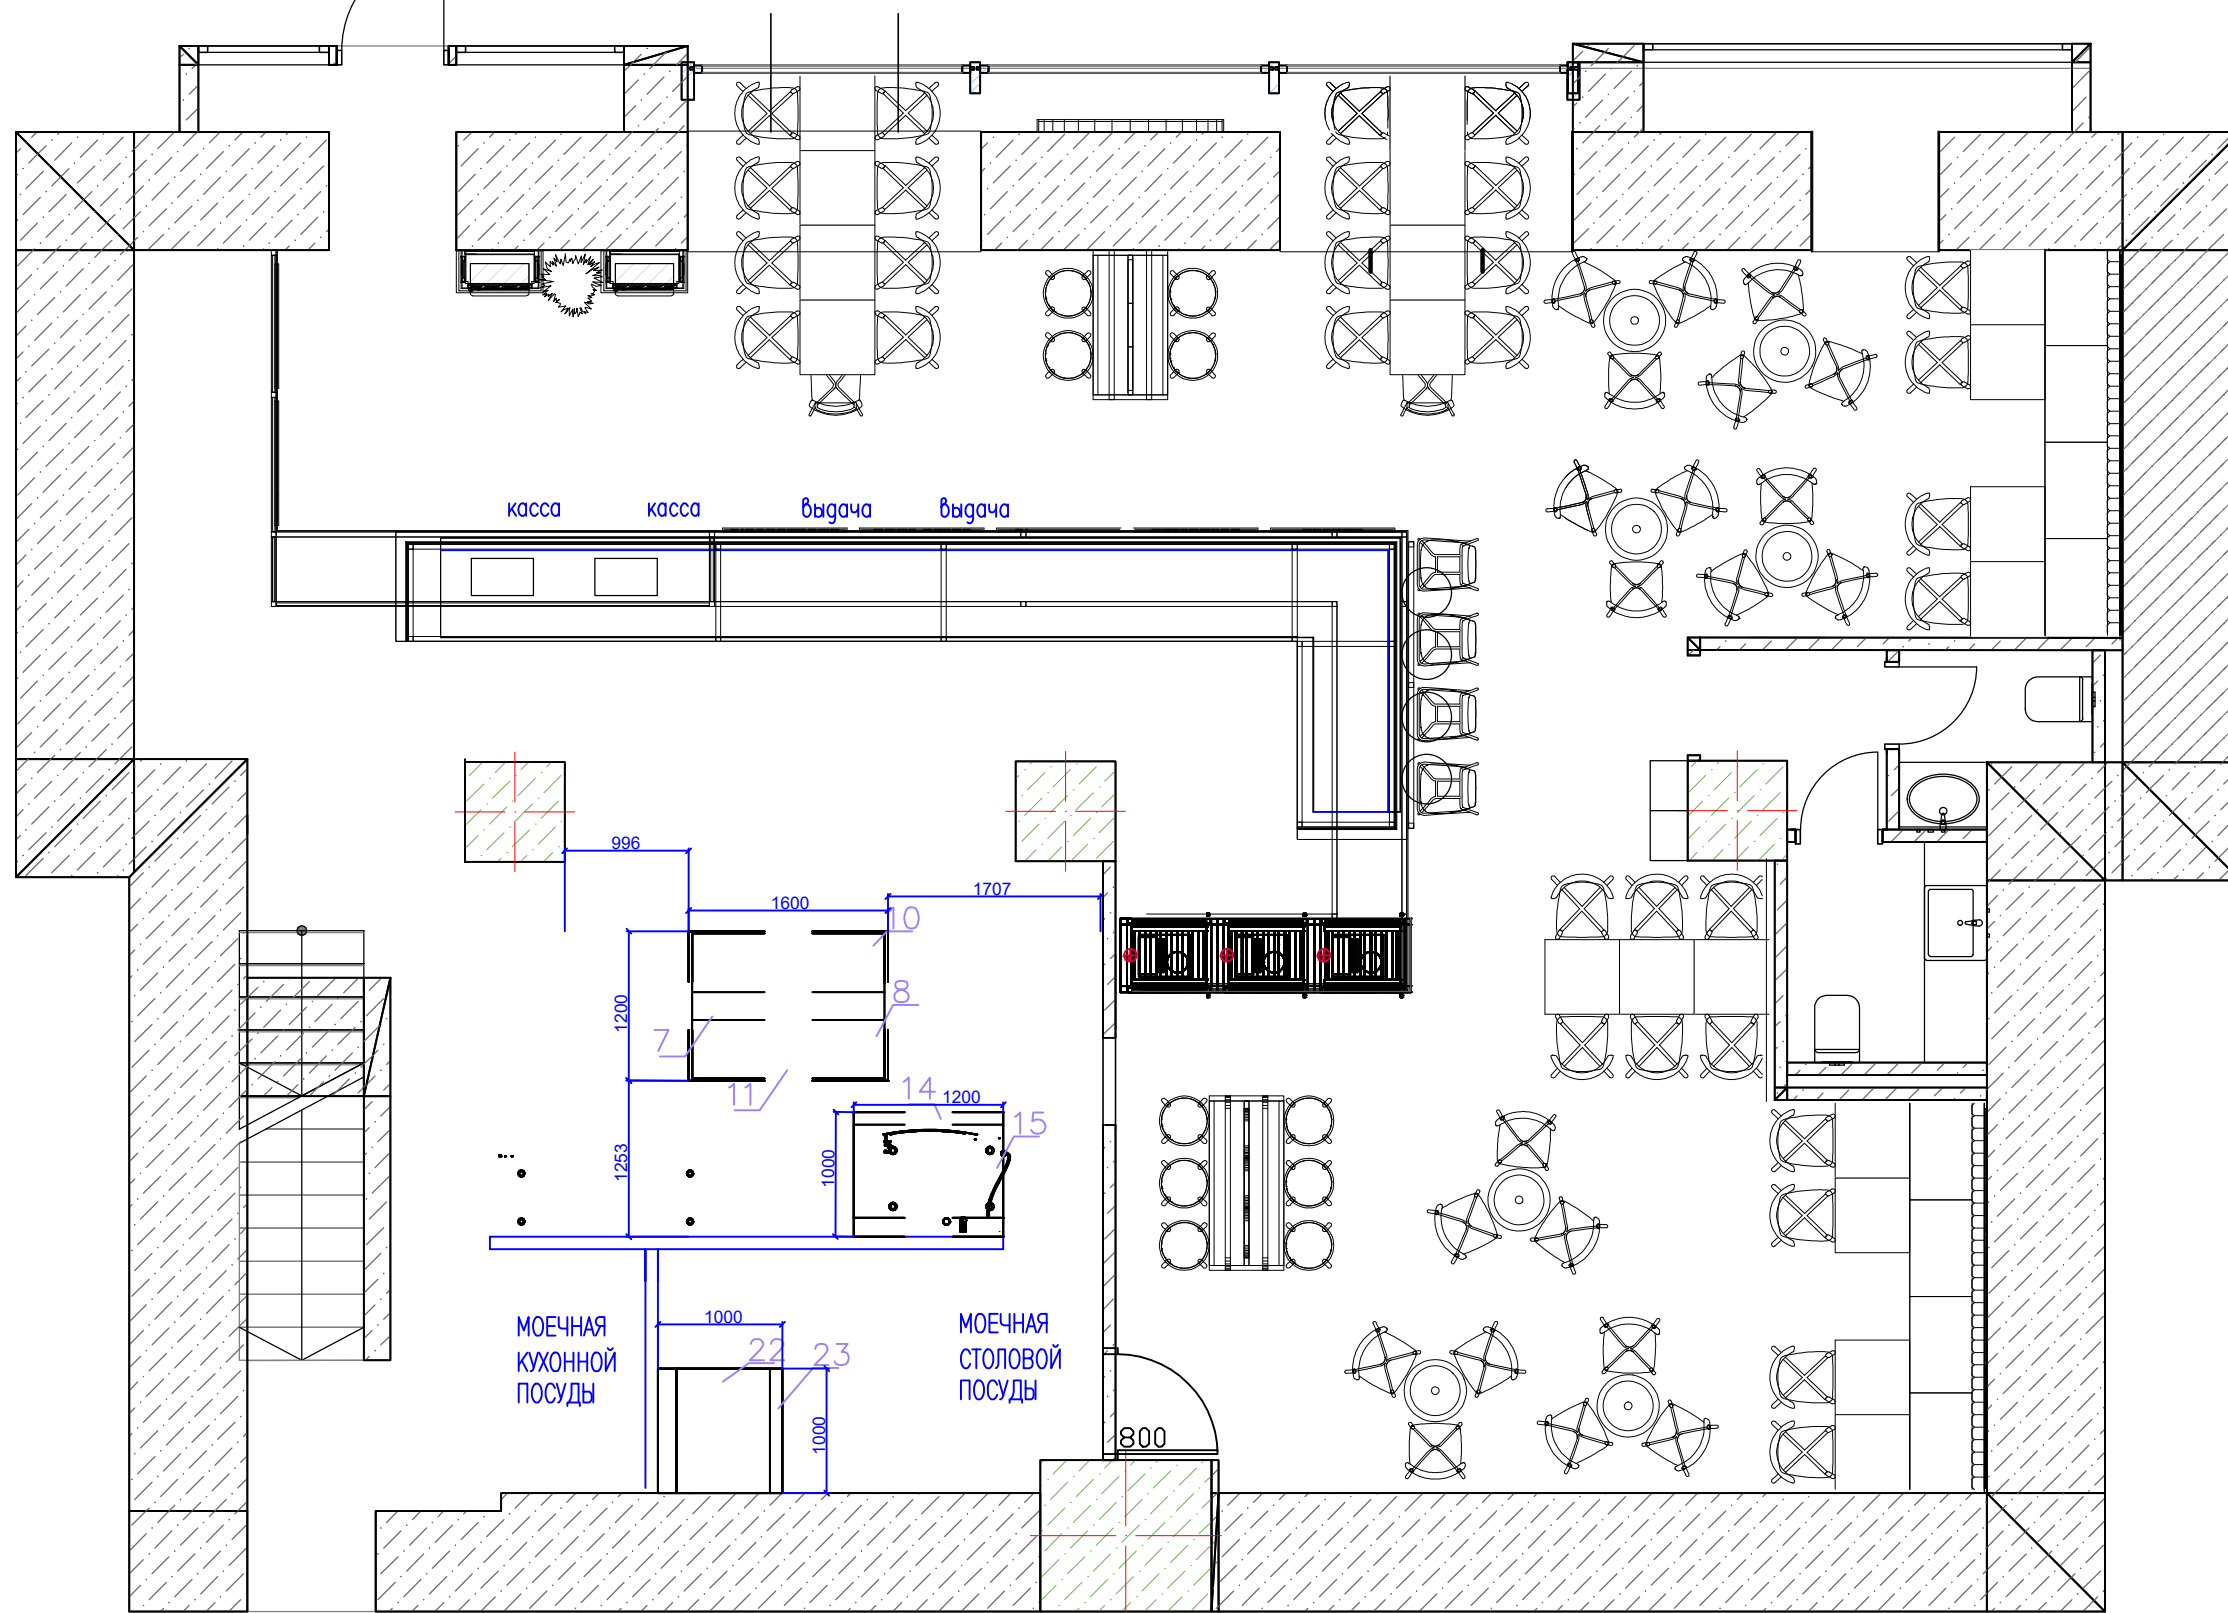 касса
касса
выдача
выдача
996
1600
1707
10
1200
8
7
11
14
1200
15
1253
1000
МОЕЧНАЯ
КУХОННОЙ
ПОСУДЫ
1000
22
23
1000
МОЕЧНАЯ
СТОЛОВОЙ
ПОСУДЫ
800